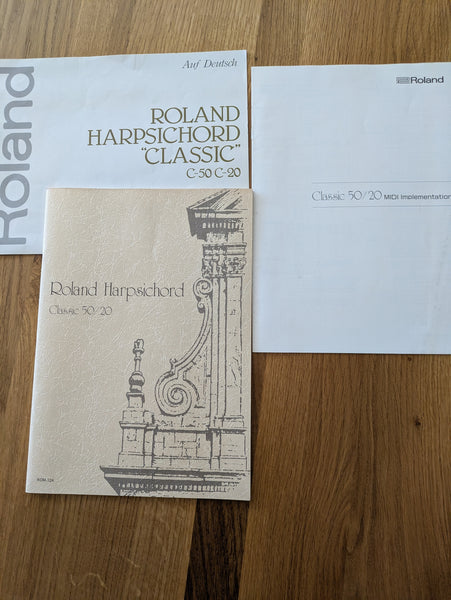 Roland
Auf Deutsch
ROLAND
HARPSICHORD
"CLASSIC"
C-50 C-20
Roland
Classic 50/20 MIDI Implementation
Roland Harpsichord
Classic 50/20